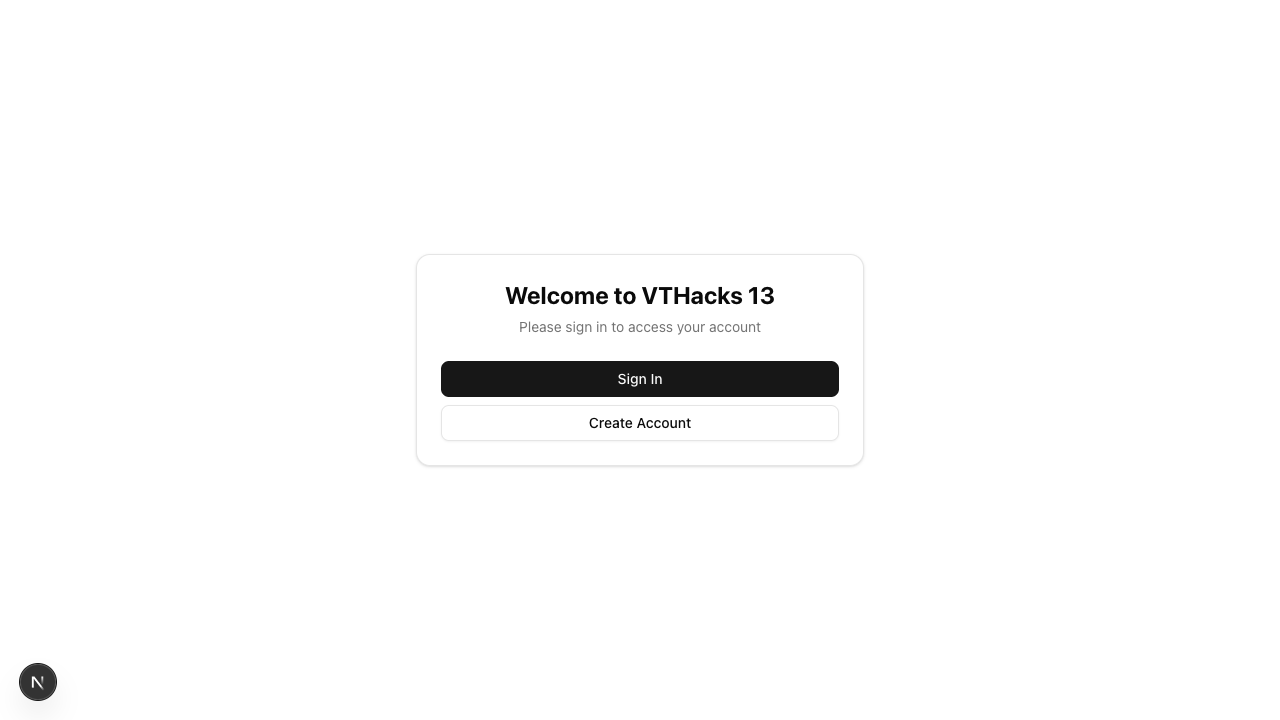 Welcome to VTHacks 13
Please sign in to access your account
Sign In
Create Account
N